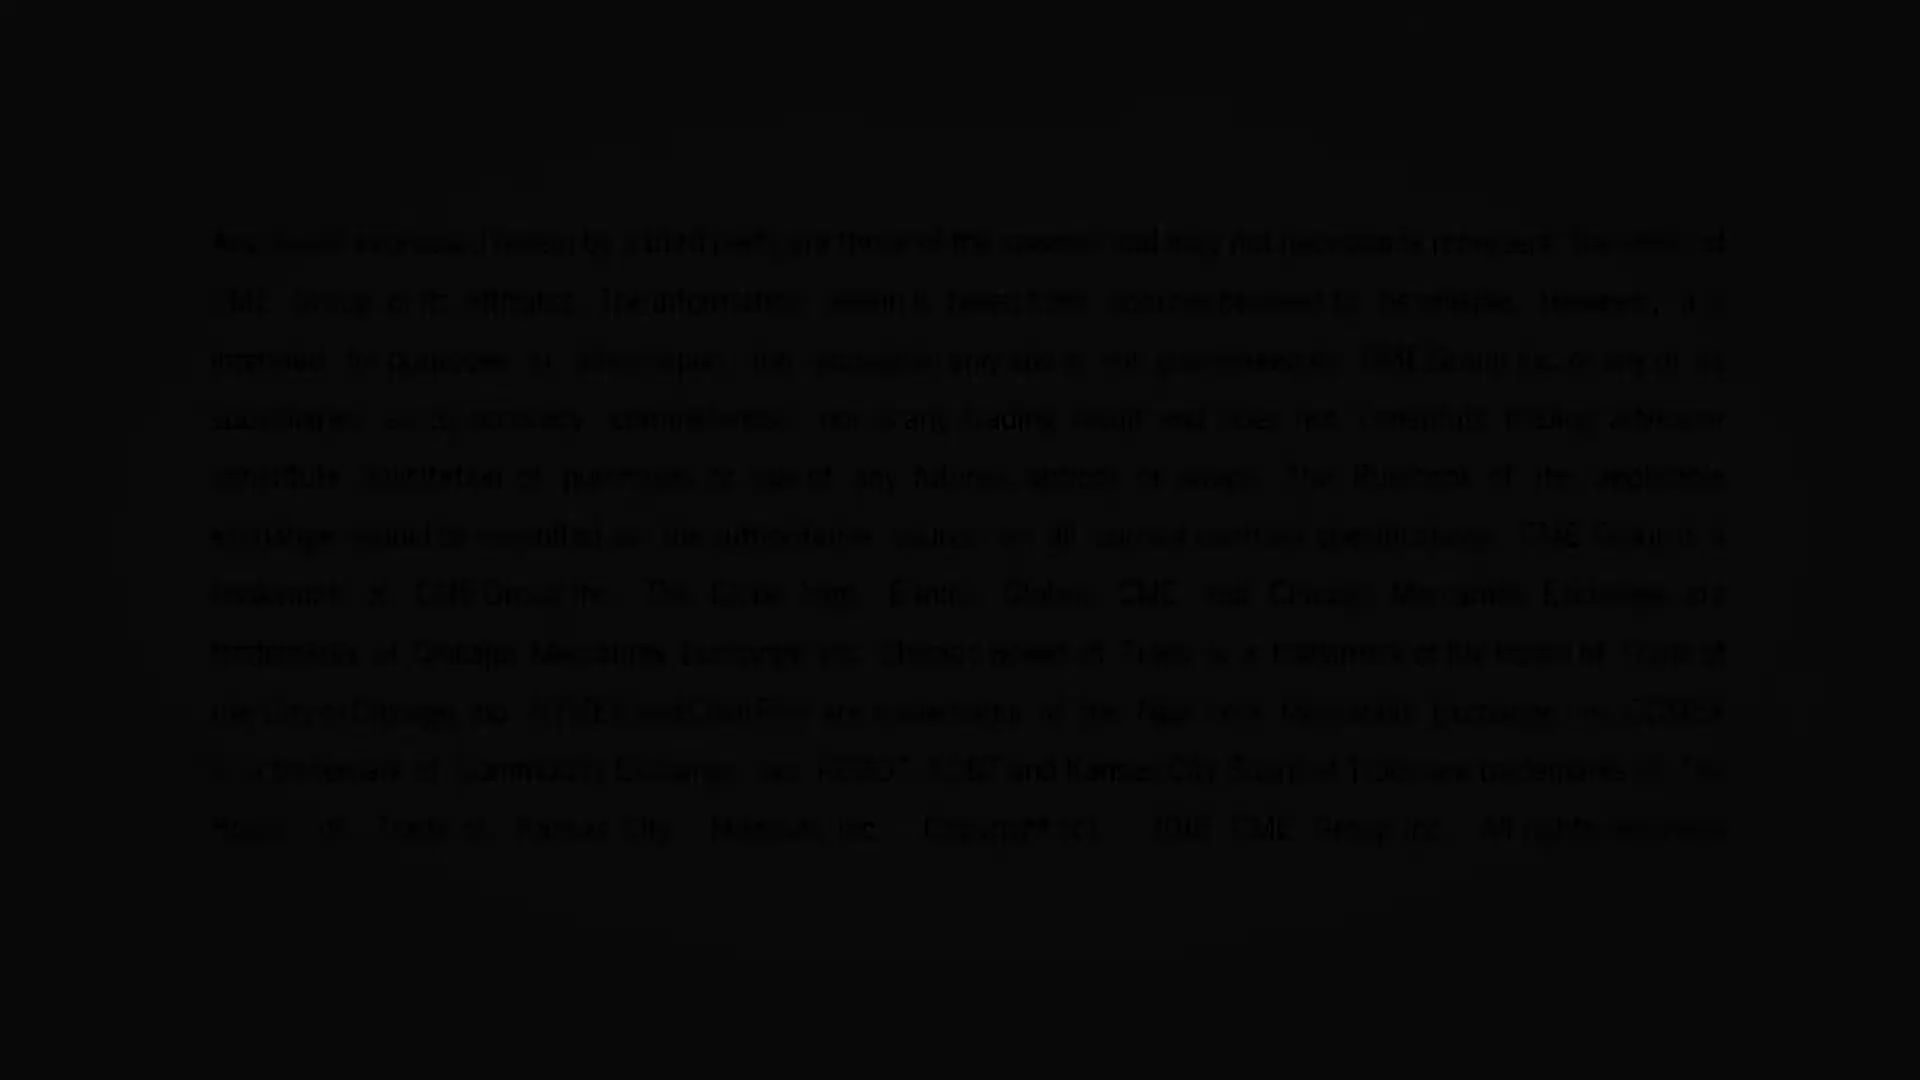 expressed herein by a third party are those of the speaker and may not necessarily represent the views of
CME Group or its affiliates. The information herein is taken from sources believed to be reliable. However, it is
intended for purposes of information and education only and is not guaranteed by CME Group Inc. or any of its
subsidiaries as to accuracy, completeness, nor is any trading result and does not constitute trading advice or
constitute solicitation of purchase or sale of any futures, options or swaps. The Rulebook of the applicable
exchange should be consulted as the authoritative source on all current contract specifications. CME Group is a
trademark of CME Group Inc. The Globe logo, E-mini, Globex, CME and Chicago Mercantile Exchange are
trademarks of Chicago Mercantile Exchange Inc. Chicago Board of Trade is a trademark of the Board of Trade of
the City of Chicago, Inc. NYMEX and are trademarks of the New York Mercantile Exchange, Inc. COMEX
is a trademark of Commodity Exchange, Inc. KCBOT, KCBT and Kansas City Board of Trade are trademarks of The
Board of Trade of Kansas City, Missouri, Inc. Copyright (c) CME Group Inc. All rights reserved.